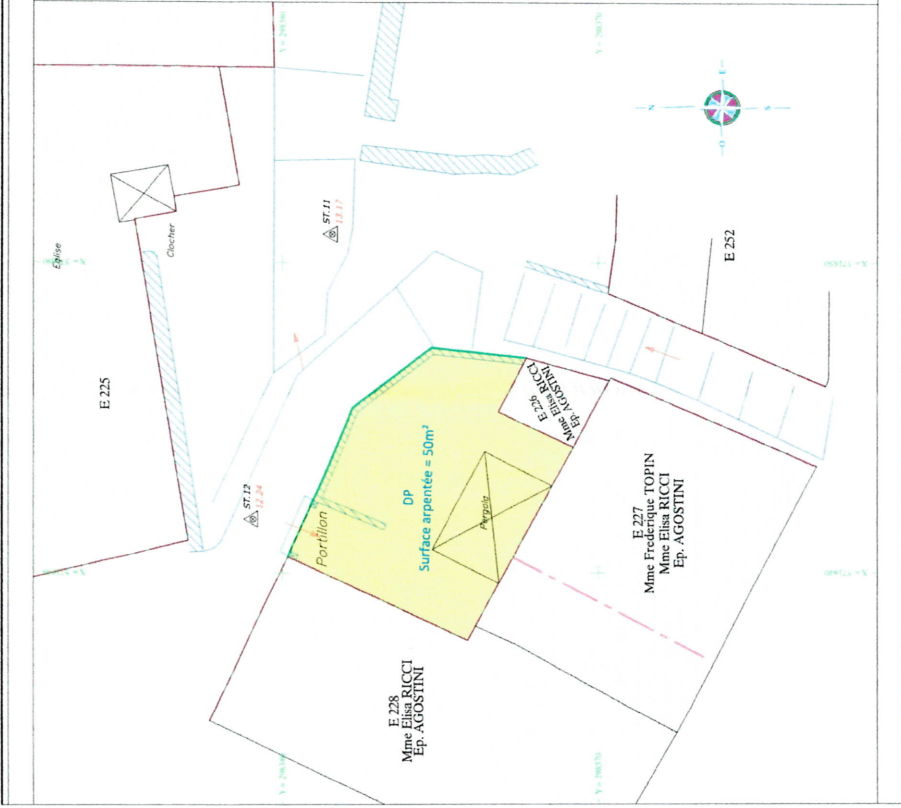 Eglise
Clocher
E 225
ST.11
13.17
ST.12
12.24
Portillon
DP
Surface arpentée = 50m²
Pergola
E 226
Mme Elisa RICCI
Ep. AGOSTINI
E 252
E 227
Mme Frederique TOPIN
Mme Elisa RICCI
Ep. AGOSTINI
E 228
Mme Elisa RICCI
Ep. AGOSTINI